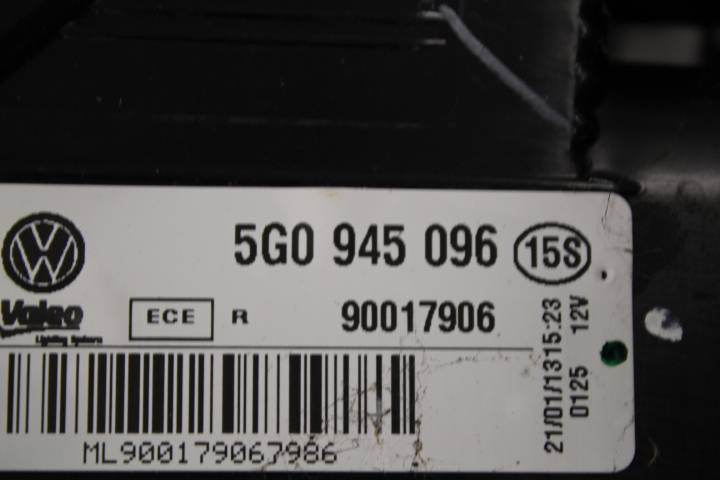 5G0 945 096 15S
Valeo ECE R 90017906
Lighting Systems
ML900179067986
21/01/1315:23
0125 12V